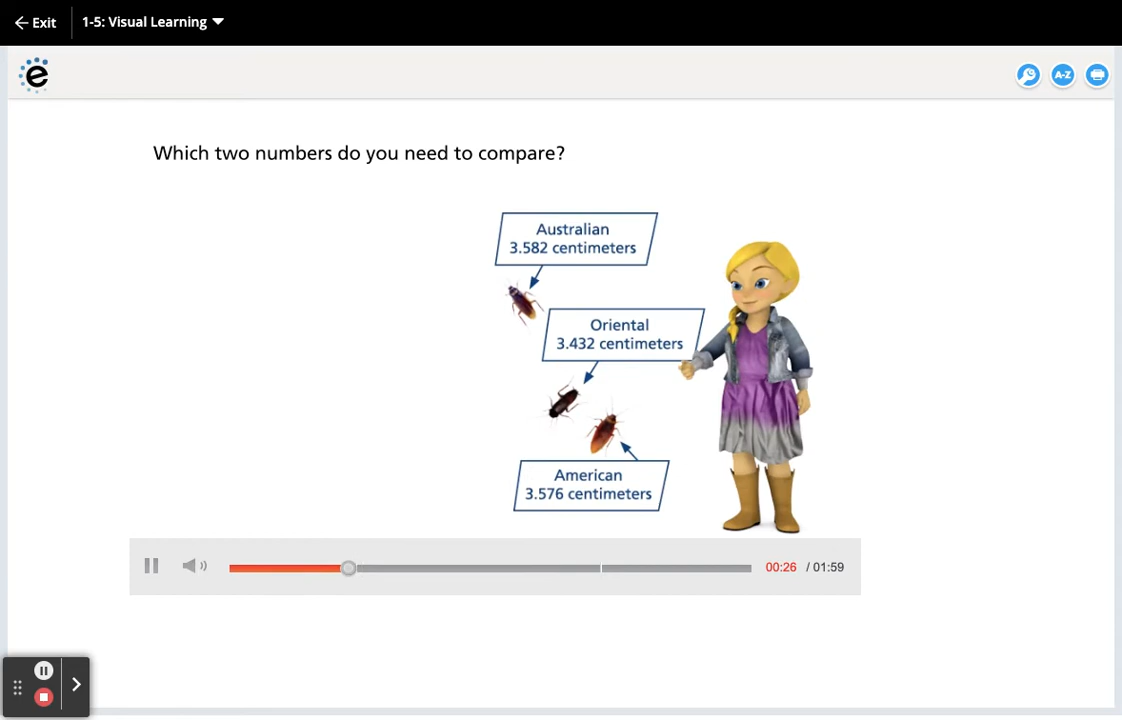 Exit
1-5: Visual Learning
e
A-Z
Which two numbers do you need to compare?
Australian
3.582 centimeters
Oriental
3.432 centimeters
American
3.576 centimeters
00:26 / 01:59